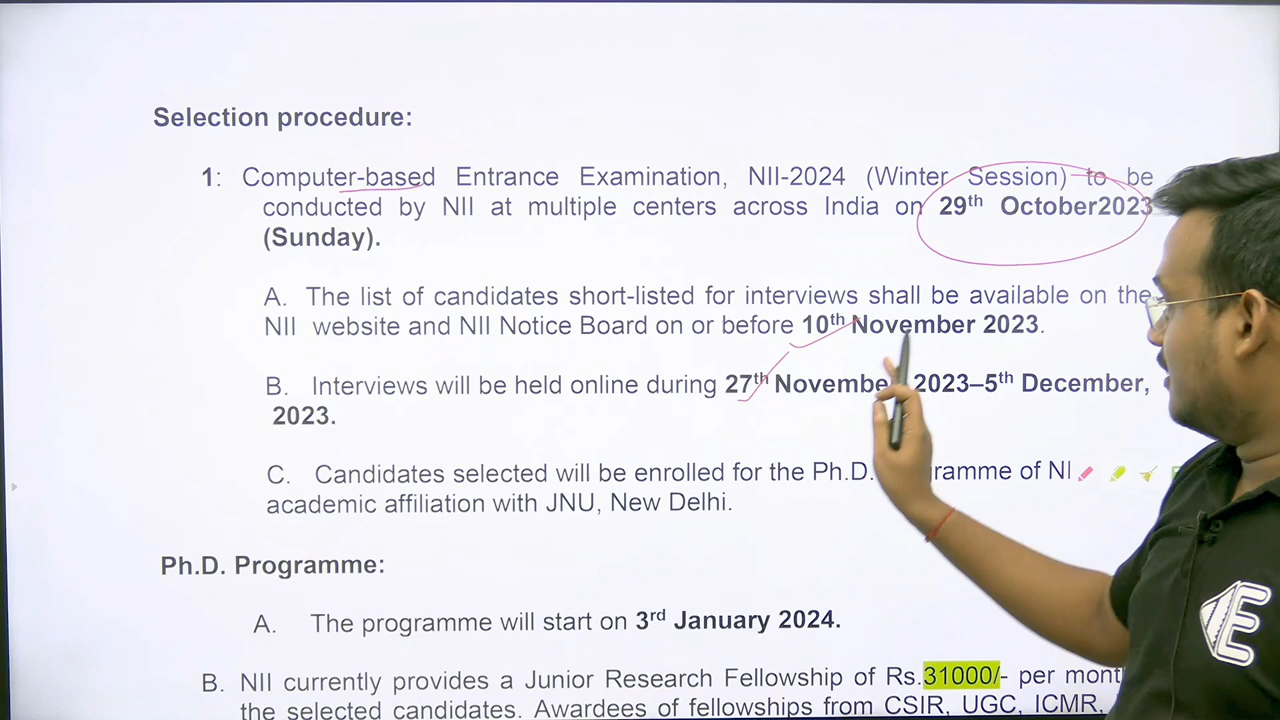 Selection procedure:
1: Computer-based Entrance Examination, NII-2024 (Winter Session) to be
conducted by NII at multiple centers across India on 29th October2023
(Sunday).
A. The list of candidates short-listed for interviews shall be available on the
NII website and NII Notice Board on or before 10th November 2023.
B. Interviews will be held online during 27th November 2023–5th December,
2023.
C. Candidates selected will be enrolled for the Ph.D. of
academic affiliation with JNU, New Delhi.
Ph.D. Programme:
A. The programme will start on 3rd January 2024.
B. NII currently provides a Junior Research Fellowship of Rs.31000/- per
the selected candidates. Awardees of fellowships from CSIR, UGC, ICMR,
E